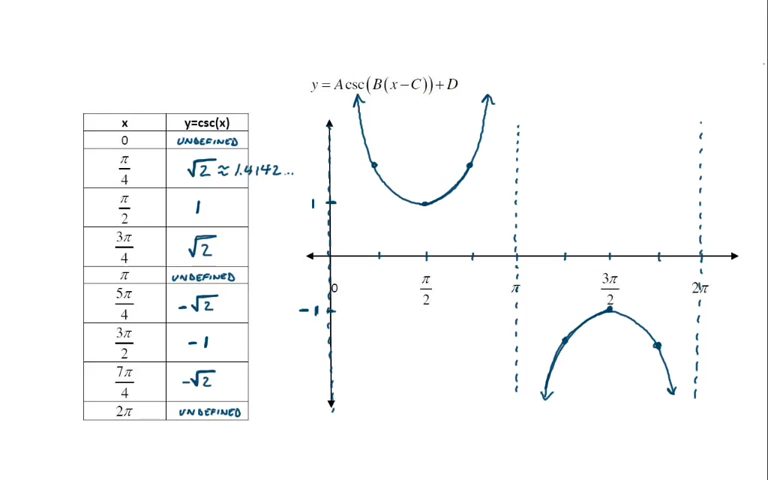 y = A csc(B(x−C))+D
x y=csc(x)
0 UNDEFINED
π/4 √2 ≈ 1.4142...
π/2 1
3π/4 √2
π UNDEFINED
5π/4 -√2
3π/2 -1
7π/4 -√2
2π UNDEFINED
1
0 π/2 π 3π/2 2π
-1